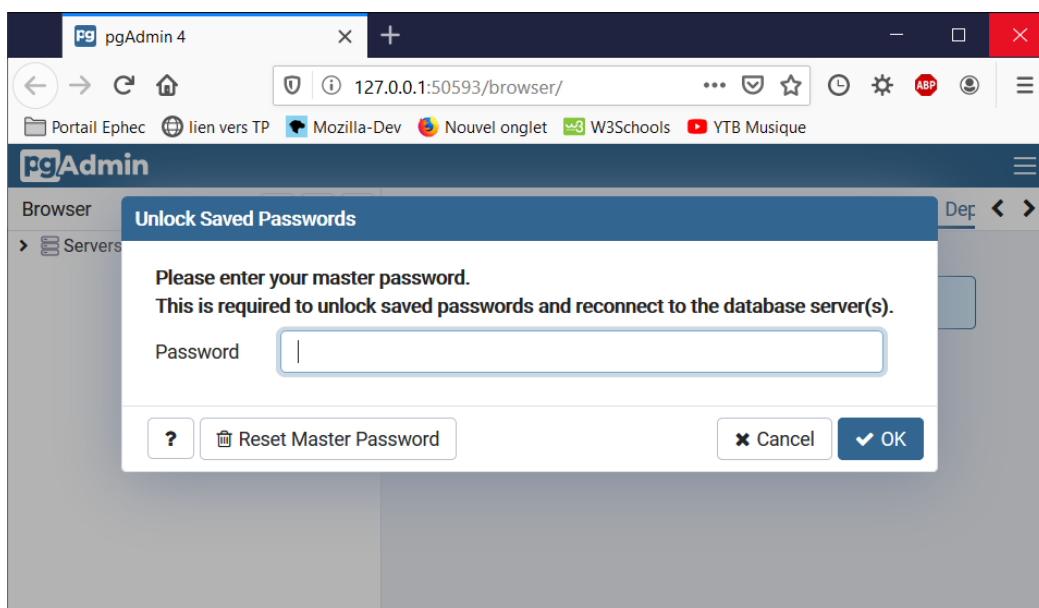 pgAdmin 4
127.0.0.1:50593/browser/
ABP
Portail Ephec lien vers TP Mozilla-Dev Nouvel onglet W3Schools YTB Musique
pgAdmin
Browser
Dep
Servers
Unlock Saved Passwords
Please enter your master password.
This is required to unlock saved passwords and reconnect to the database server(s).
Password
? Reset Master Password Cancel OK